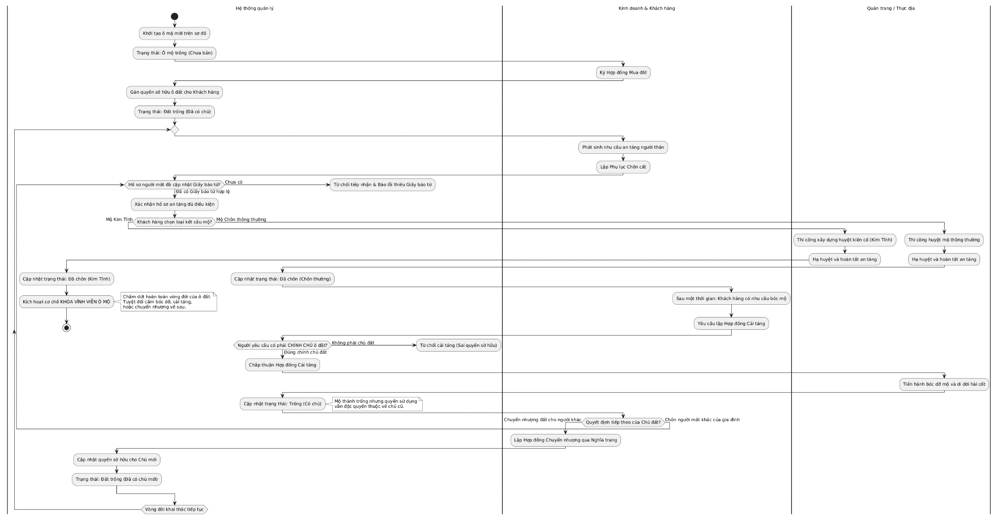 Hệ thống quản lý
Kinh doanh & Khách hàng
Quản trang / Thực địa
Khởi tạo ô mộ mới trên sơ đồ
Trạng thái: Ô mộ trống (Chưa bán)
Ký Hợp đồng Mua đất
Gán quyền sở hữu ô đất cho Khách hàng
Trạng thái: Đất trống (Đã có chủ)
Phát sinh nhu cầu an táng người thân
Lập Phụ lục Chôn cất
Hồ sơ người mất đã cập nhật Giấy báo tử?
Chưa có
Từ chối tiếp nhận & Báo lỗi thiếu Giấy báo tử
Đã có Giấy báo tử hợp lệ
Xác nhận hồ sơ an táng đủ điều kiện
Mộ Kim Tĩnh
Khách hàng chọn loại kết cấu mộ?
Mộ Chôn thông thường
Thi công xây dựng huyệt kiên cố (Kim Tĩnh)
Thi công huyệt mộ thông thường
Hạ huyệt và hoàn tất an táng
Hạ huyệt và hoàn tất an táng
Cập nhật trạng thái: Đã chôn (Kim Tĩnh)
Cập nhật trạng thái: Đã chôn (Chôn thường)
Kích hoạt cơ chế KHÓA VĨNH VIỄN Ô MỘ
Chấm dứt hoàn toàn vòng đời của ô đất.
Tuyệt đối cấm bóc dỡ, cải táng,
hoặc chuyển nhượng về sau.
Sau một thời gian: Khách hàng có nhu cầu bóc mộ
Yêu cầu lập Hợp đồng Cải táng
Người yêu cầu có phải CHÍNH CHỦ ô đất?
Không phải chủ đất
Từ chối cải táng (Sai quyền sở hữu)
Đúng chính chủ đất
Chấp thuận Hợp đồng Cải táng
Tiến hành bóc dỡ mộ và di dời hài cốt
Cập nhật trạng thái: Trống (Có chủ)
Mộ thành trống nhưng quyền sử dụng
vẫn độc quyền thuộc về chủ cũ.
Chuyển nhượng đất cho người khác
Quyết định tiếp theo của Chủ đất?
Chôn người mất khác của gia đình
Lập Hợp đồng Chuyển nhượng qua Nghĩa trang
Cập nhật quyền sở hữu cho Chủ mới
Trạng thái: Đất trống (Đã có chủ mới)
Vòng đời khai thác tiếp tục